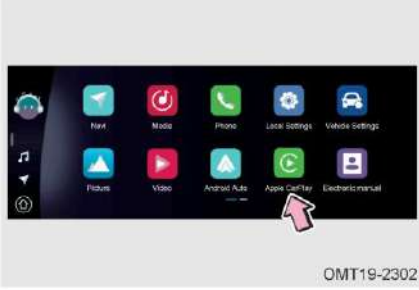 Navi Media Phone Local Settings Vehicle Settings
Picture Video Android Auto Apple CarPlay Electronic manual
OMT19-2302